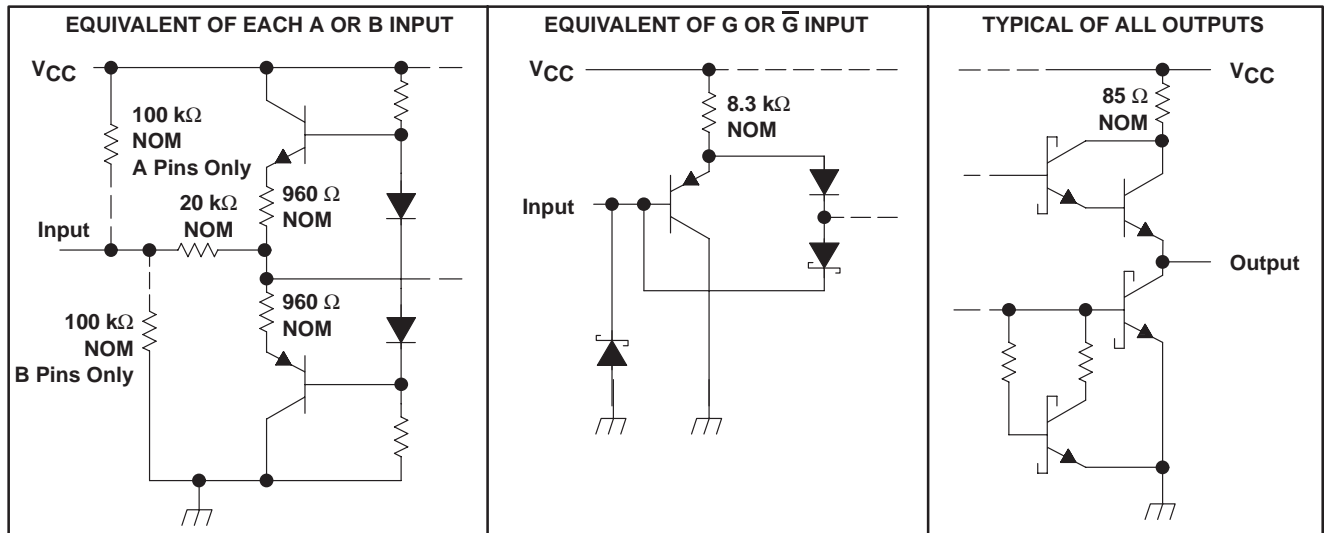 EQUIVALENT OF EACH A OR B INPUT
VCC
100 kΩ
NOM
A Pins Only
20 kΩ
NOM
960 Ω
NOM
Input
960 Ω
NOM
100 kΩ
NOM
B Pins Only
EQUIVALENT OF G OR G̅ INPUT
VCC
8.3 kΩ
NOM
Input
TYPICAL OF ALL OUTPUTS
VCC
85 Ω
NOM
Output